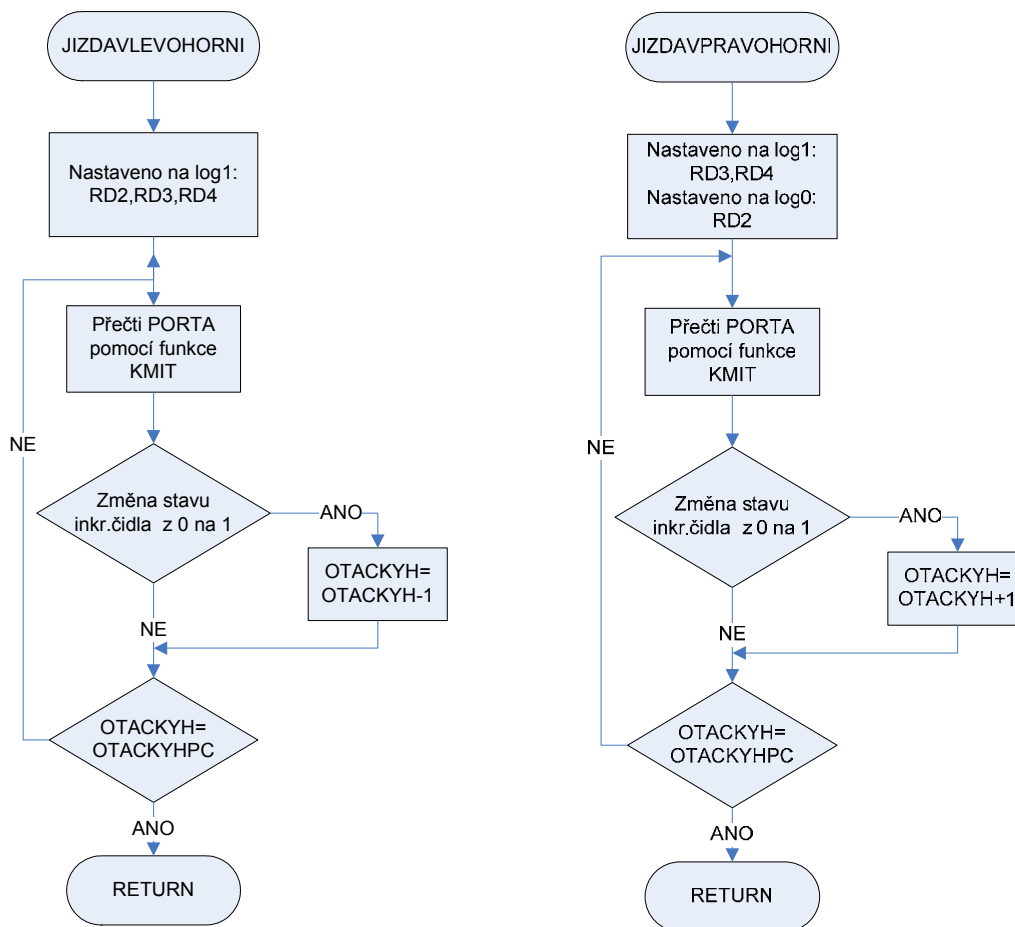 JIZDAVLEVOHORNI
Nastaveno na log1:
RD2,RD3,RD4
Přečti PORTA
pomocí funkce
KMIT
NE
Změna stavu
inkr.čidla z 0 na 1
ANO
OTACKYH=
OTACKYH-1
NE
OTACKYH=
OTACKYHPC
ANO
RETURN
JIZDAVPRAVOHORNI
Nastaveno na log1:
RD3,RD4
Nastaveno na log0:
RD2
Přečti PORTA
pomocí funkce
KMIT
NE
Změna stavu
inkr.čidla z 0 na 1
ANO
OTACKYH=
OTACKYH+1
NE
OTACKYH=
OTACKYHPC
ANO
RETURN